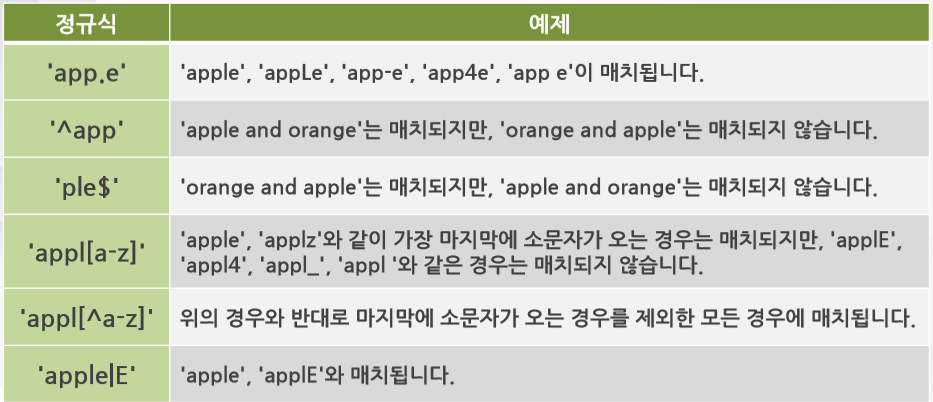 정규식 예제
'app.e' 'apple', 'appLe', 'app-e', 'app4e', 'app e'이 매치됩니다.
'^app' 'apple and orange'는 매치되지만, 'orange and apple'는 매치되지 않습니다.
'ple$' 'orange and apple'는 매치되지만, 'apple and orange'는 매치되지 않습니다.
'appl[a-z]' 'apple', 'applz'와 같이 가장 마지막에 소문자가 오는 경우는 매치되지만, 'applE',
'appl4', 'appl_', 'appl '와 같은 경우는 매치되지 않습니다.
'appl[^a-z]' 위의 경우와 반대로 마지막에 소문자가 오는 경우를 제외한 모든 경우에 매치됩니다.
'apple|E' 'apple', 'applE'와 매치됩니다.